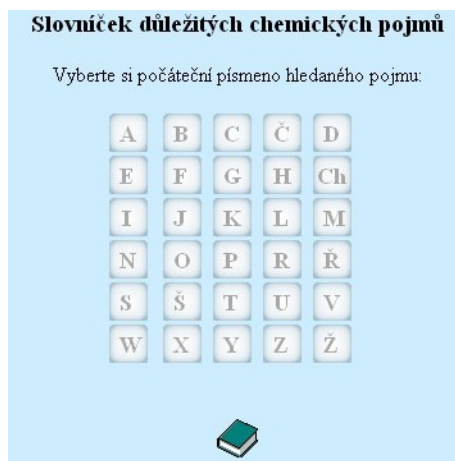 Slovníček důležitých chemických pojmů
Vyberte si počáteční písmeno hledaného pojmu:
A B C Č D
E F G H Ch
I J K L M
N O P R Ř
S Š T U V
W X Y Z Ž